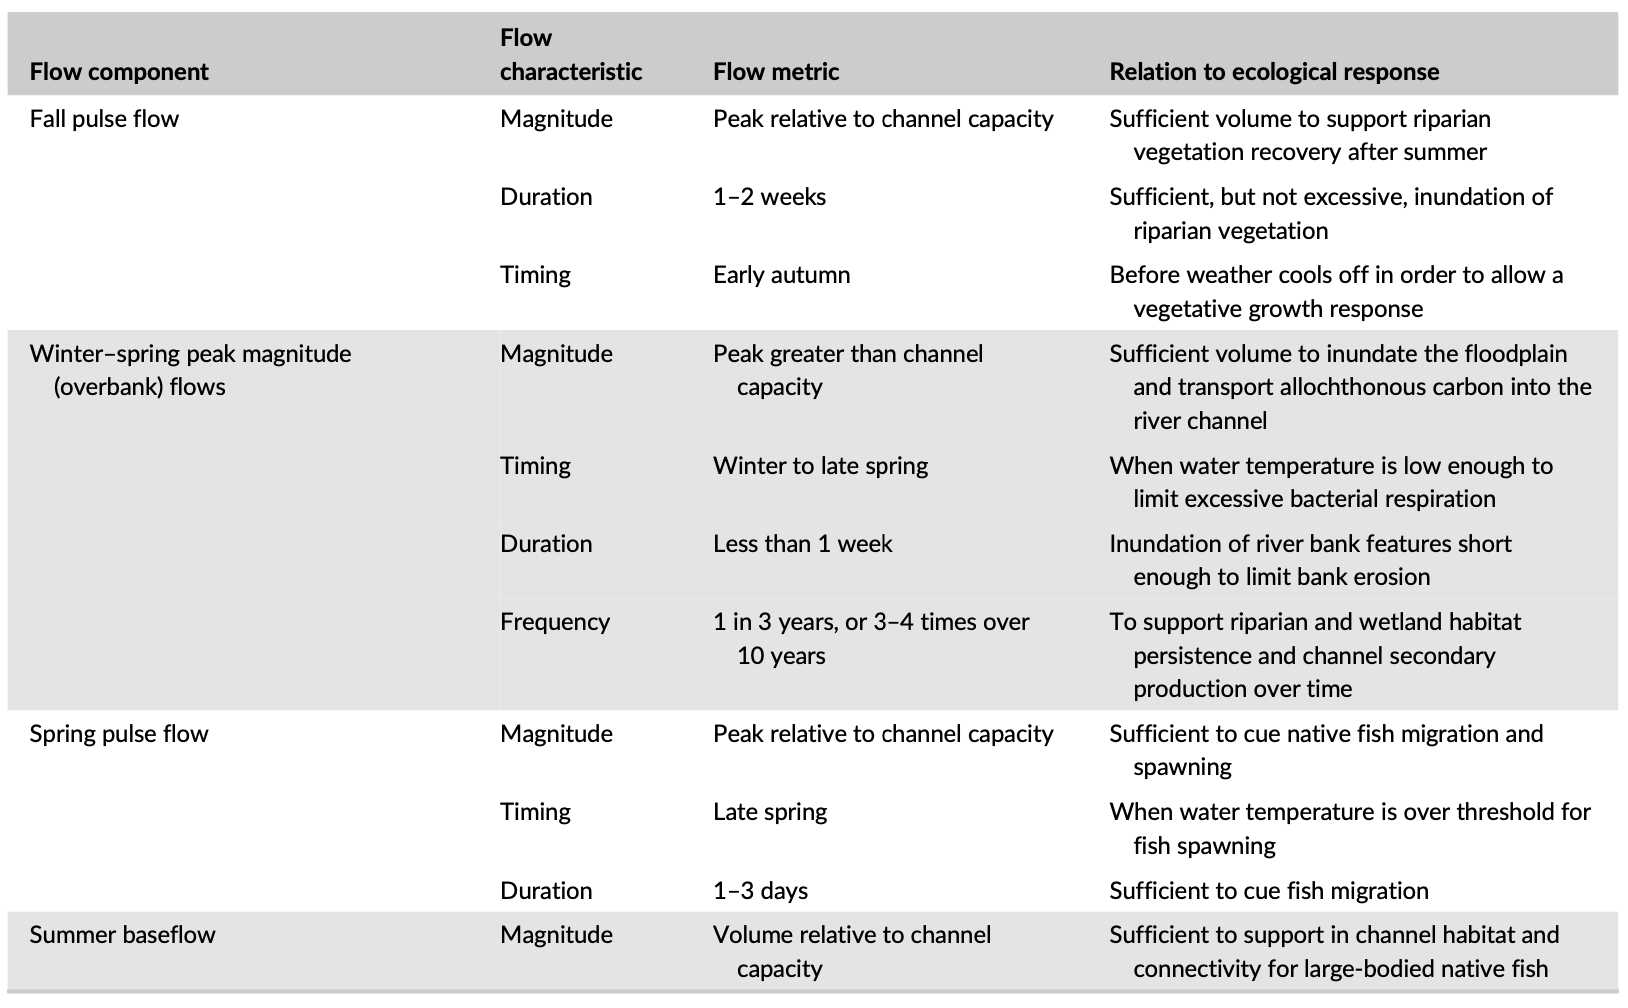 Flow component Flow characteristic Flow metric Relation to ecological response
Fall pulse flow Magnitude Peak relative to channel capacity Sufficient volume to support riparian
vegetation recovery after summer
Duration 1–2 weeks Sufficient, but not excessive, inundation of
riparian vegetation
Timing Early autumn Before weather cools off in order to allow a
vegetative growth response
Winter–spring peak magnitude Magnitude Peak greater than channel Sufficient volume to inundate the floodplain
(overbank) flows capacity and transport allochthonous carbon into the
river channel
Timing Winter to late spring When water temperature is low enough to
limit excessive bacterial respiration
Duration Less than 1 week Inundation of river bank features short
enough to limit bank erosion
Frequency 1 in 3 years, or 3–4 times over To support riparian and wetland habitat
10 years persistence and channel secondary
production over time
Spring pulse flow Magnitude Peak relative to channel capacity Sufficient to cue native fish migration and
spawning
Timing Late spring When water temperature is over threshold for
fish spawning
Duration 1–3 days Sufficient to cue fish migration
Summer baseflow Magnitude Volume relative to channel Sufficient to support in channel habitat and
capacity connectivity for large-bodied native fish